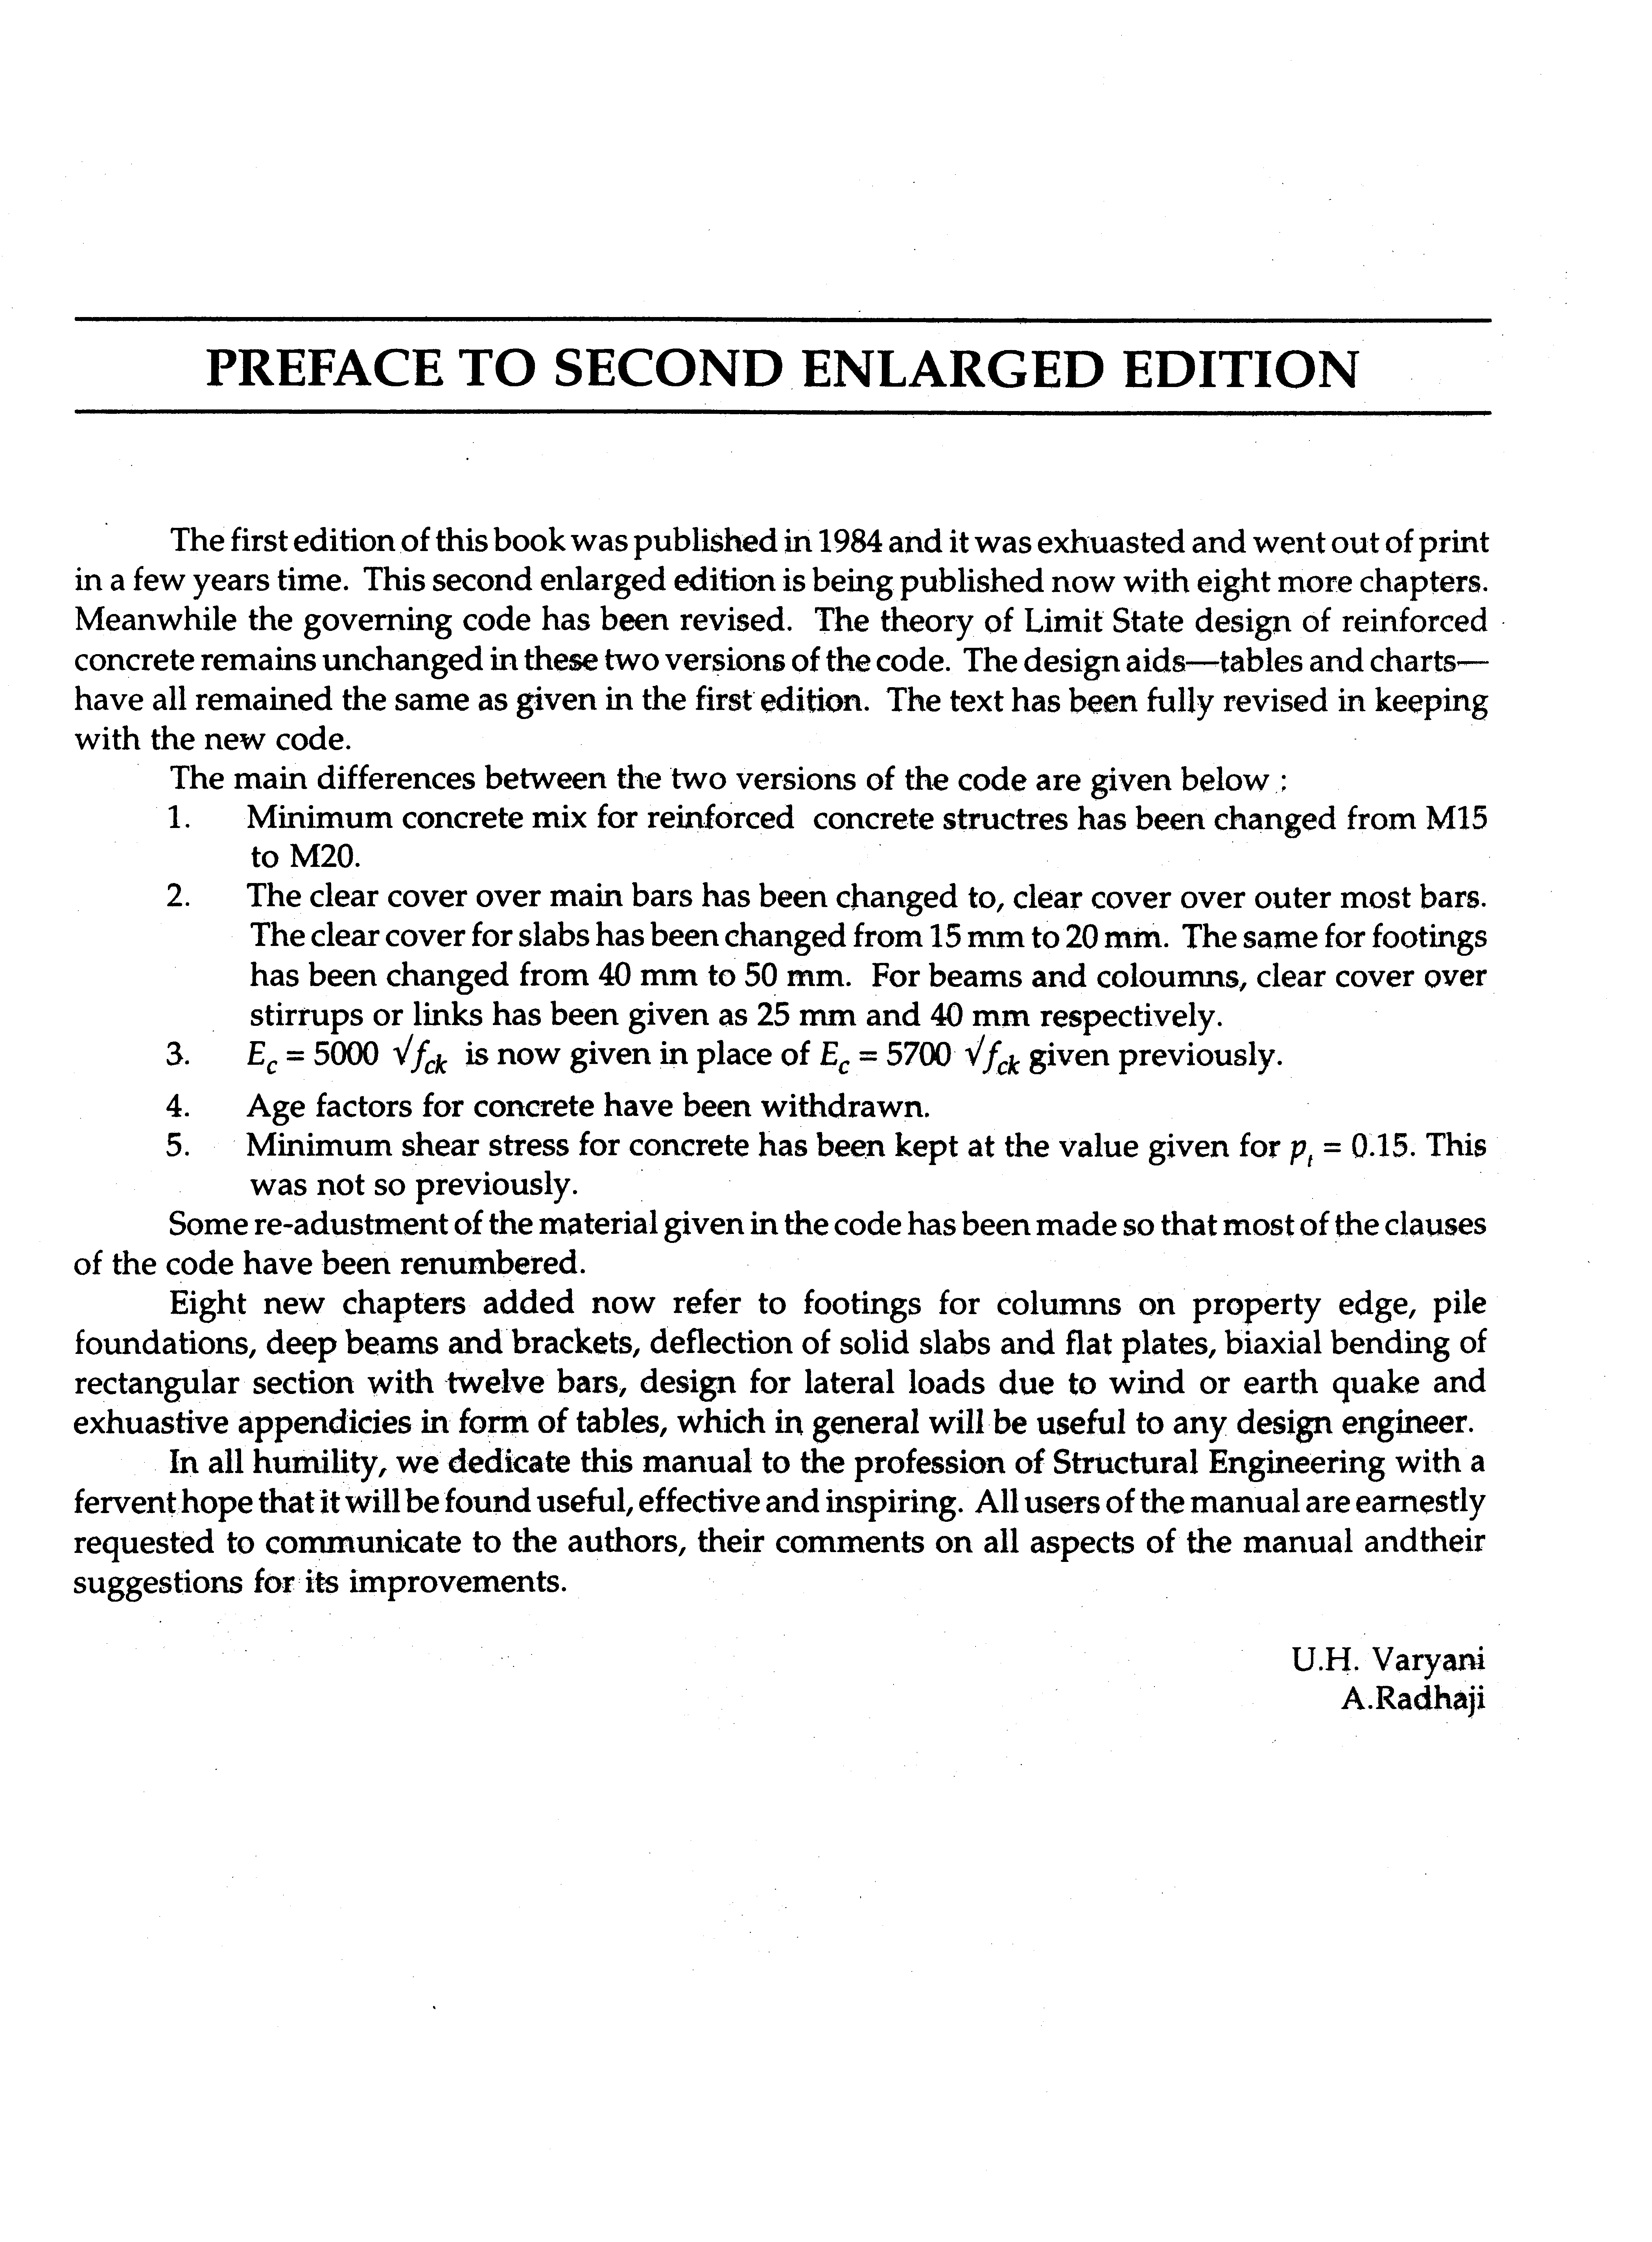 PREFACE TO SECOND ENLARGED EDITION
The first edition of this book was published in 1984 and it was exhuasted and went out of print
in a few years time. This second enlarged edition is being published now with eight more chapters.
Meanwhile the governing code has been revised. The theory of Limit State design of reinforced
concrete remains unchanged in these two versions of the code. The design aids—tables and charts—
have all remained the same as given in the first edition. The text has been fully revised in keeping
with the new code.
The main differences between the two versions of the code are given below :
1. Minimum concrete mix for reinforced concrete structres has been changed from M15
to M20.
2. The clear cover over main bars has been changed to, clear cover over outer most bars.
The clear cover for slabs has been changed from 15 mm to 20 mm. The same for footings
has been changed from 40 mm to 50 mm. For beams and coloumns, clear cover over
stirrups or links has been given as 25 mm and 40 mm respectively.
3. E_c = 5000 √f_ck is now given in place of E_c = 5700 √f_ck given previously.
4. Age factors for concrete have been withdrawn.
5. Minimum shear stress for concrete has been kept at the value given for p_t = 0.15. This
was not so previously.
Some re-adustment of the material given in the code has been made so that most of the clauses
of the code have been renumbered.
Eight new chapters added now refer to footings for columns on property edge, pile
foundations, deep beams and brackets, deflection of solid slabs and flat plates, biaxial bending of
rectangular section with twelve bars, design for lateral loads due to wind or earth quake and
exhuastive appendicies in form of tables, which in general will be useful to any design engineer.
In all humility, we dedicate this manual to the profession of Structural Engineering with a
fervent hope that it will be found useful, effective and inspiring. All users of the manual are earnestly
requested to communicate to the authors, their comments on all aspects of the manual andtheir
suggestions for its improvements.
U.H. Varyani
A.Radhaji